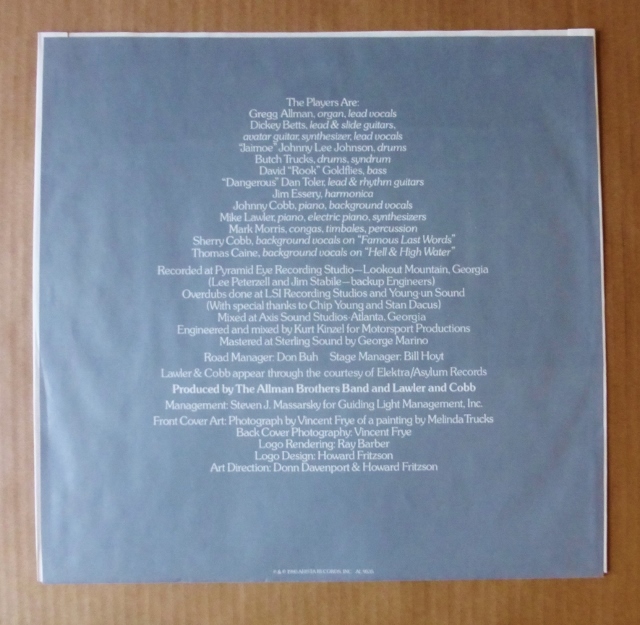 The Players Are:
Gregg Allman, organ, lead vocals
Dickey Betts, lead & slide guitars,
avatar guitar, synthesizer, lead vocals
"Jaimoe" Johnny Lee Johnson, drums
Butch Trucks, drums, syndrum
David "Rook" Goldflies, bass
"Dangerous" Dan Toler, lead & rhythm guitars
Jim Essery, harmonica
Johnny Cobb, piano, background vocals
Mike Lawler, piano, electric piano, synthesizers
Mark Morris, congas, timbales, percussion
Sherry Cobb, background vocals on "Famous Last Words"
Thomas Caine, background vocals on "Hell & High Water"
Recorded at Pyramid Eye Recording Studio—Lookout Mountain, Georgia
(Lee Peterzell and Jim Stabile—backup Engineers)
Overdubs done at LSI Recording Studios and Young-un Sound
(With special thanks to Chip Young and Stan Dacus)
Mixed at Axis Sound Studios-Atlanta, Georgia
Engineered and mixed by Kurt Kinzel for Motorsport Productions
Mastered at Sterling Sound by George Marino
Road Manager: Don Buh Stage Manager: Bill Hoyt
Lawler & Cobb appear through the courtesy of Elektra/Asylum Records
Produced by The Allman Brothers Band and Lawler and Cobb
Management: Steven J. Massarsky for Guiding Light Management, Inc.
Front Cover Art: Photograph by Vincent Frye of a painting by Melinda Trucks
Back Cover Photography: Vincent Frye
Logo Rendering: Ray Barber
Logo Design: Howard Fritzson
Art Direction: Donn Davenport & Howard Fritzson
1980 ARISTA RECORDS, INC.